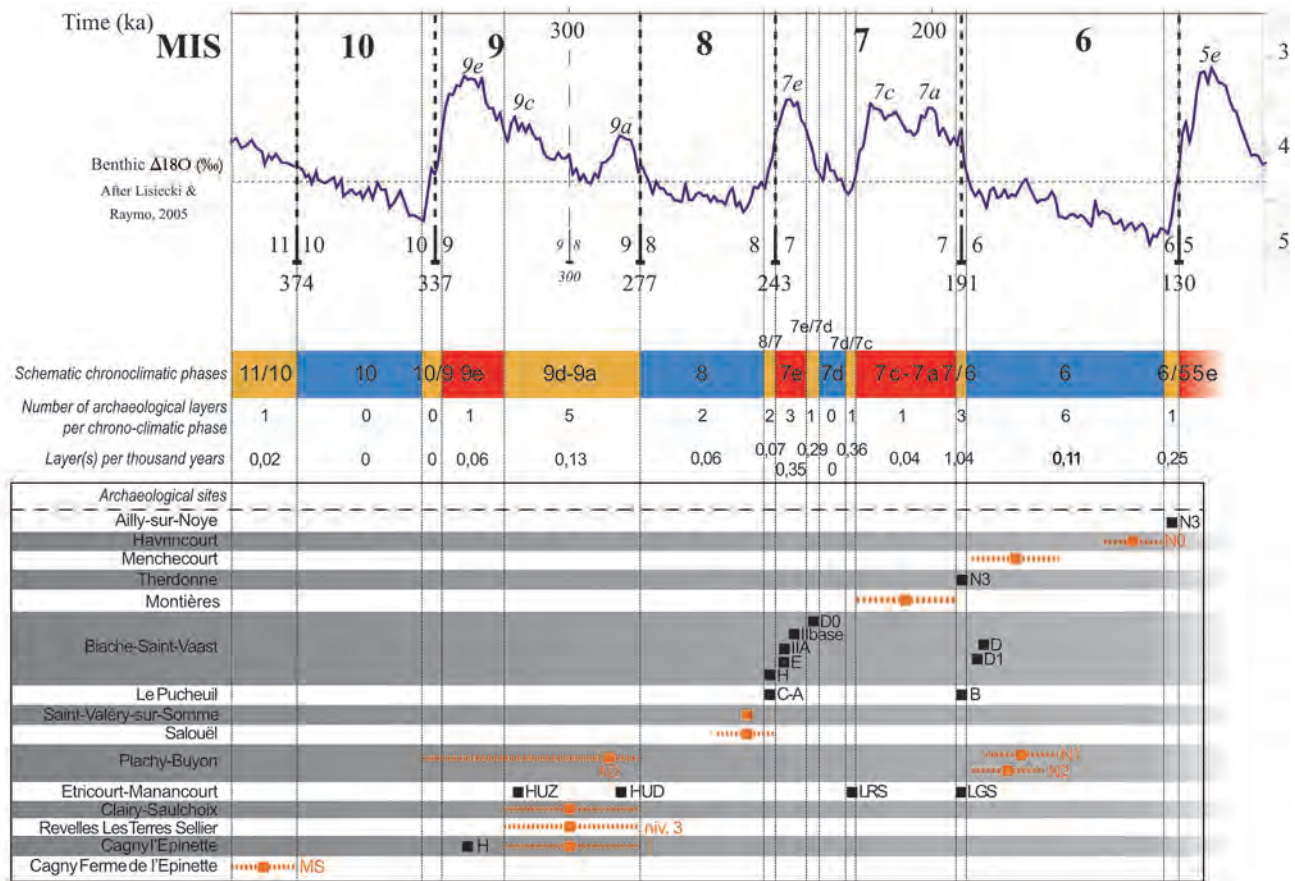 Time (ka)
MIS 10 9 300 8 7 200 6
9e 9c 9a 7e 7c 7a 5e
3
4
5
Benthic Δ18O (‰)
After Lisiecki &
Raymo, 2005
11 10 10 9 9 8 9 8 8 7 7 6 6 5
374 337 300 277 243 191 130
7e/7d
8/7 7d/7c
Schematic chronoclimatic phases 11/10 10 10/9 9e 9d-9a 8 7e 7d 7c-7a 7/6 6 6/5 5e
Number of archaeological layers
per chrono-climatic phase
1 0 0 1 5 2 2 3 1 0 1 1 3 6 1
Layer(s) per thousand years
0,02 0 0 0,06 0,13 0,06 0,07 0,35 0,29 0 0,36 0,04 1,04 0,11 0,25
Archaeological sites
Ailly-sur-Noye N3
Havrincourt N0
Menchecourt
Therdonne N3
Montières
Biache-Saint-Vaast
D0
IIbase
IIA
E
H
D
D1
Le Pucheuil C-A B
Saint-Valéry-sur-Somme
Salouël
Plachy-Buyon
N1
N2
Etricourt-Manancourt HUZ HUD LRS LGS
Clairy-Saulchoix
Revelles Les Terres Sellier niv. 3
Cagny l'Epinette H
Cagny Ferme de l'Epinette MS